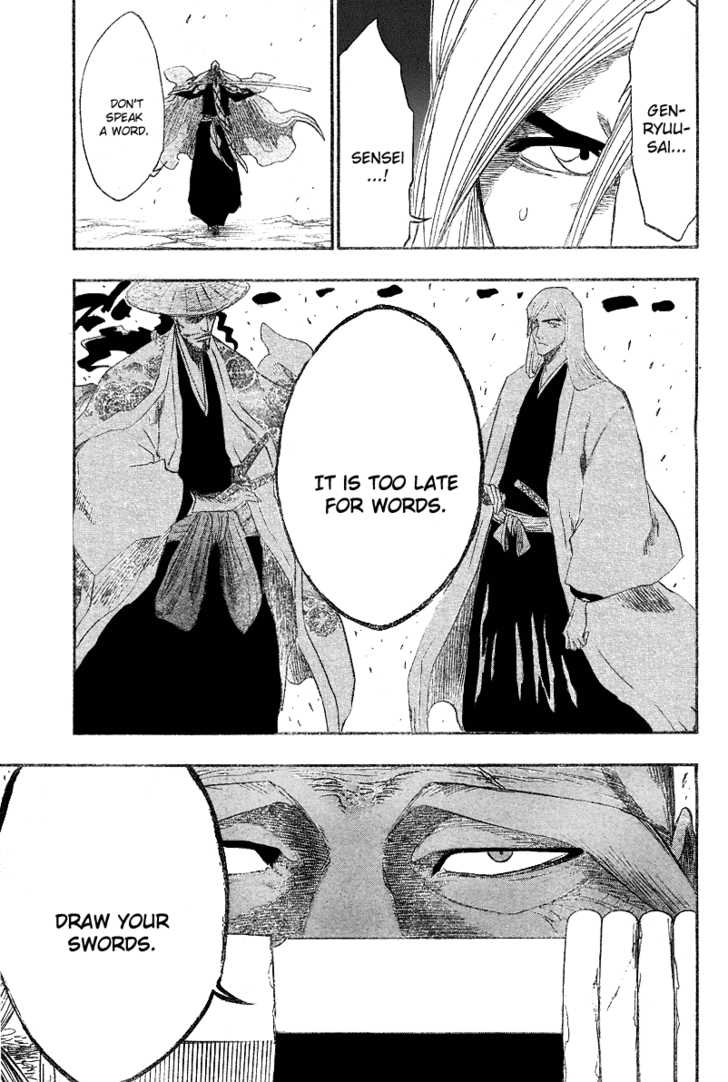 GEN-
RYUU-
SAI...
SENSEI
...!
DON'T
SPEAK
A WORD.
IT IS TOO LATE
FOR WORDS.
DRAW YOUR
SWORDS.